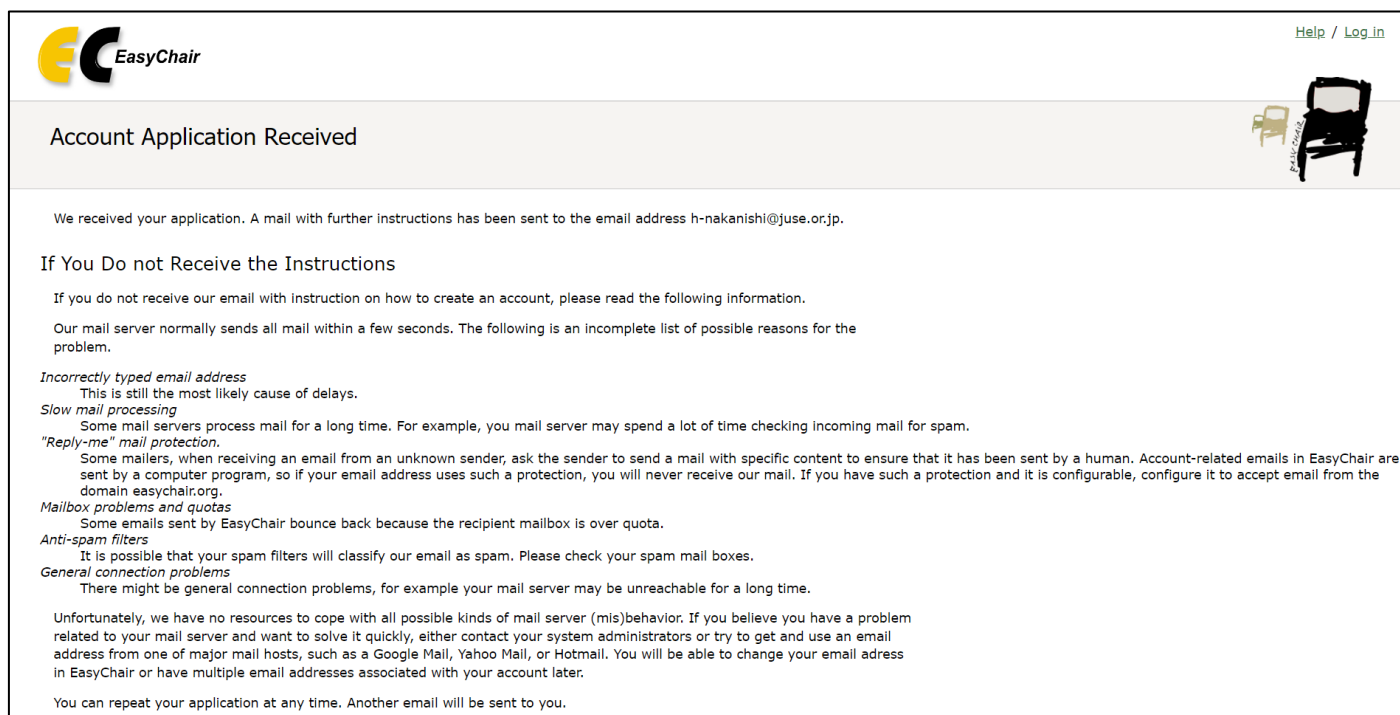 EC EasyChair
Help / Log in
EASY CHAIR
Account Application Received
We received your application. A mail with further instructions has been sent to the email address h-nakanishi@juse.or.jp.
If You Do not Receive the Instructions
If you do not receive our email with instruction on how to create an account, please read the following information.
Our mail server normally sends all mail within a few seconds. The following is an incomplete list of possible reasons for the
problem.
Incorrectly typed email address
This is still the most likely cause of delays.
Slow mail processing
Some mail servers process mail for a long time. For example, you mail server may spend a lot of time checking incoming mail for spam.
"Reply-me" mail protection.
Some mailers, when receiving an email from an unknown sender, ask the sender to send a mail with specific content to ensure that it has been sent by a human. Account-related emails in EasyChair are
sent by a computer program, so if your email address uses such a protection, you will never receive our mail. If you have such a protection and it is configurable, configure it to accept email from the
domain easychair.org.
Mailbox problems and quotas
Some emails sent by EasyChair bounce back because the recipient mailbox is over quota.
Anti-spam filters
It is possible that your spam filters will classify our email as spam. Please check your spam mail boxes.
General connection problems
There might be general connection problems, for example your mail server may be unreachable for a long time.
Unfortunately, we have no resources to cope with all possible kinds of mail server (mis)behavior. If you believe you have a problem
related to your mail server and want to solve it quickly, either contact your system administrators or try to get and use an email
address from one of major mail hosts, such as a Google Mail, Yahoo Mail, or Hotmail. You will be able to change your email adress
in EasyChair or have multiple email addresses associated with your account later.
You can repeat your application at any time. Another email will be sent to you.